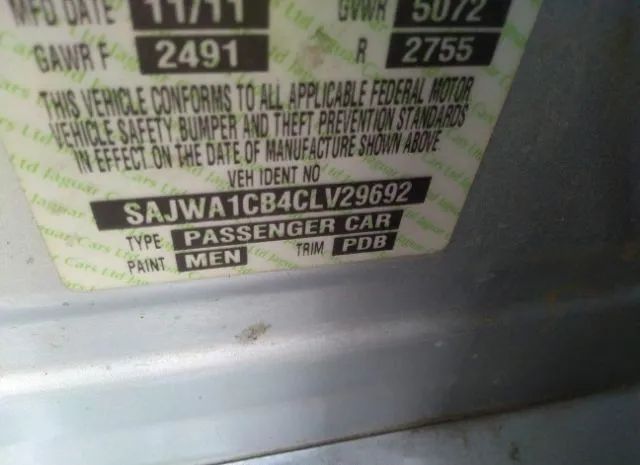 MFD DATE 11/11 GVWR 5072
GAWR F 2491 R 2755
THIS VEHICLE CONFORMS TO ALL APPLICABLE FEDERAL MOTOR
VEHICLE SAFETY BUMPER AND THEFT PREVENTION STANDARDS
IN EFFECT ON THE DATE OF MANUFACTURE SHOWN ABOVE
VEH IDENT NO
SAJWA1CB4CLV29692
TYPE PASSENGER CAR
PAINT MEN TRIM PDB